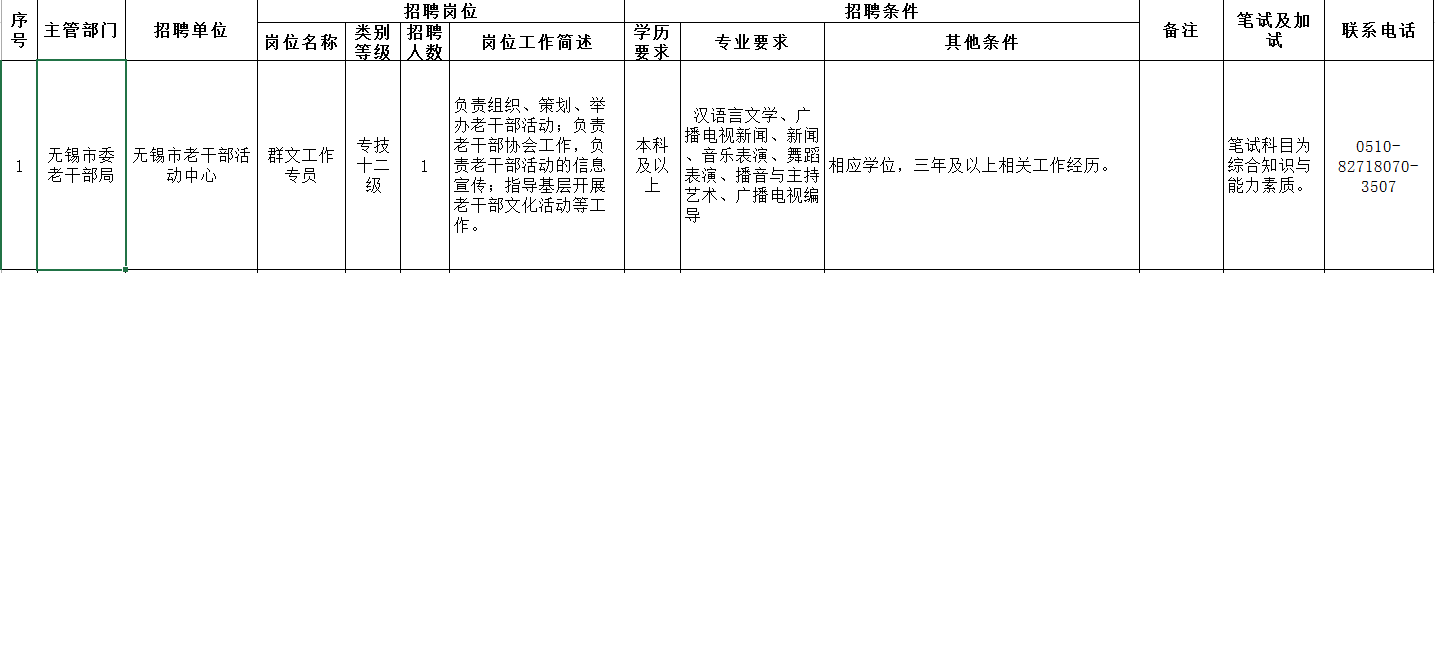 序号
主管部门
招聘单位
招聘岗位
招聘条件
备注
笔试及加试
联系电话
岗位名称
类别等级
招聘人数
岗位工作简述
学历要求
专业要求
其他条件
1
无锡市委
老干部局
无锡市老干部活
动中心
群文工作
专员
专技
十二
级
1
负责组织、策划、举
办老干部活动；负责
老干部协会工作，负
责老干部活动的信息
宣传；指导基层开展
老干部文化活动等工
作。
本科
及以
上
汉语言文学、广
播电视新闻、新闻
、音乐表演、舞蹈
表演、播音与主持
艺术、广播电视编
导
相应学位，三年及以上相关工作经历。
笔试科目为
综合知识与
能力素质。
0510-
82718070-
3507